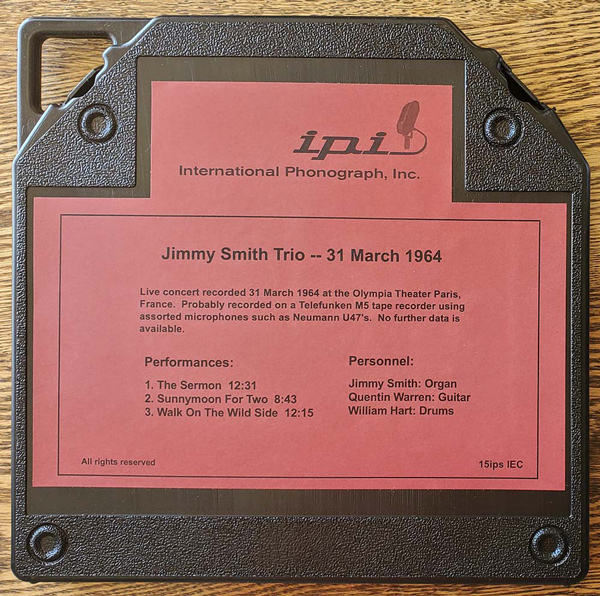 ipi
International Phonograph, Inc.
Jimmy Smith Trio -- 31 March 1964
Live concert recorded 31 March 1964 at the Olympia Theater Paris,
France. Probably recorded on a Telefunken M5 tape recorder using
assorted microphones such as Neumann U47's. No further data is
available.
Performances:
1. The Sermon 12:31
2. Sunnymoon For Two 8:43
3. Walk On The Wild Side 12:15
Personnel:
Jimmy Smith: Organ
Quentin Warren: Guitar
William Hart: Drums
All rights reserved
15ips IEC